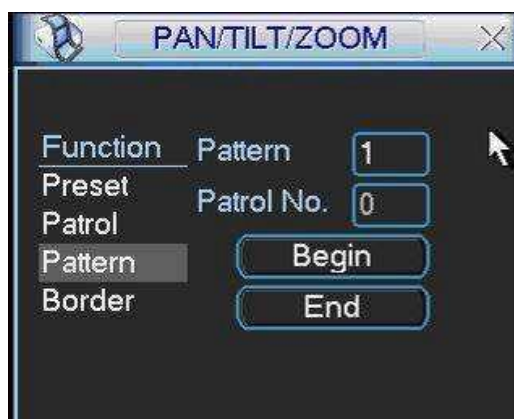 PAN/TILT/ZOOM
Function
Preset
Patrol
Pattern
Border
Pattern 1
Patrol No. 0
Begin
End